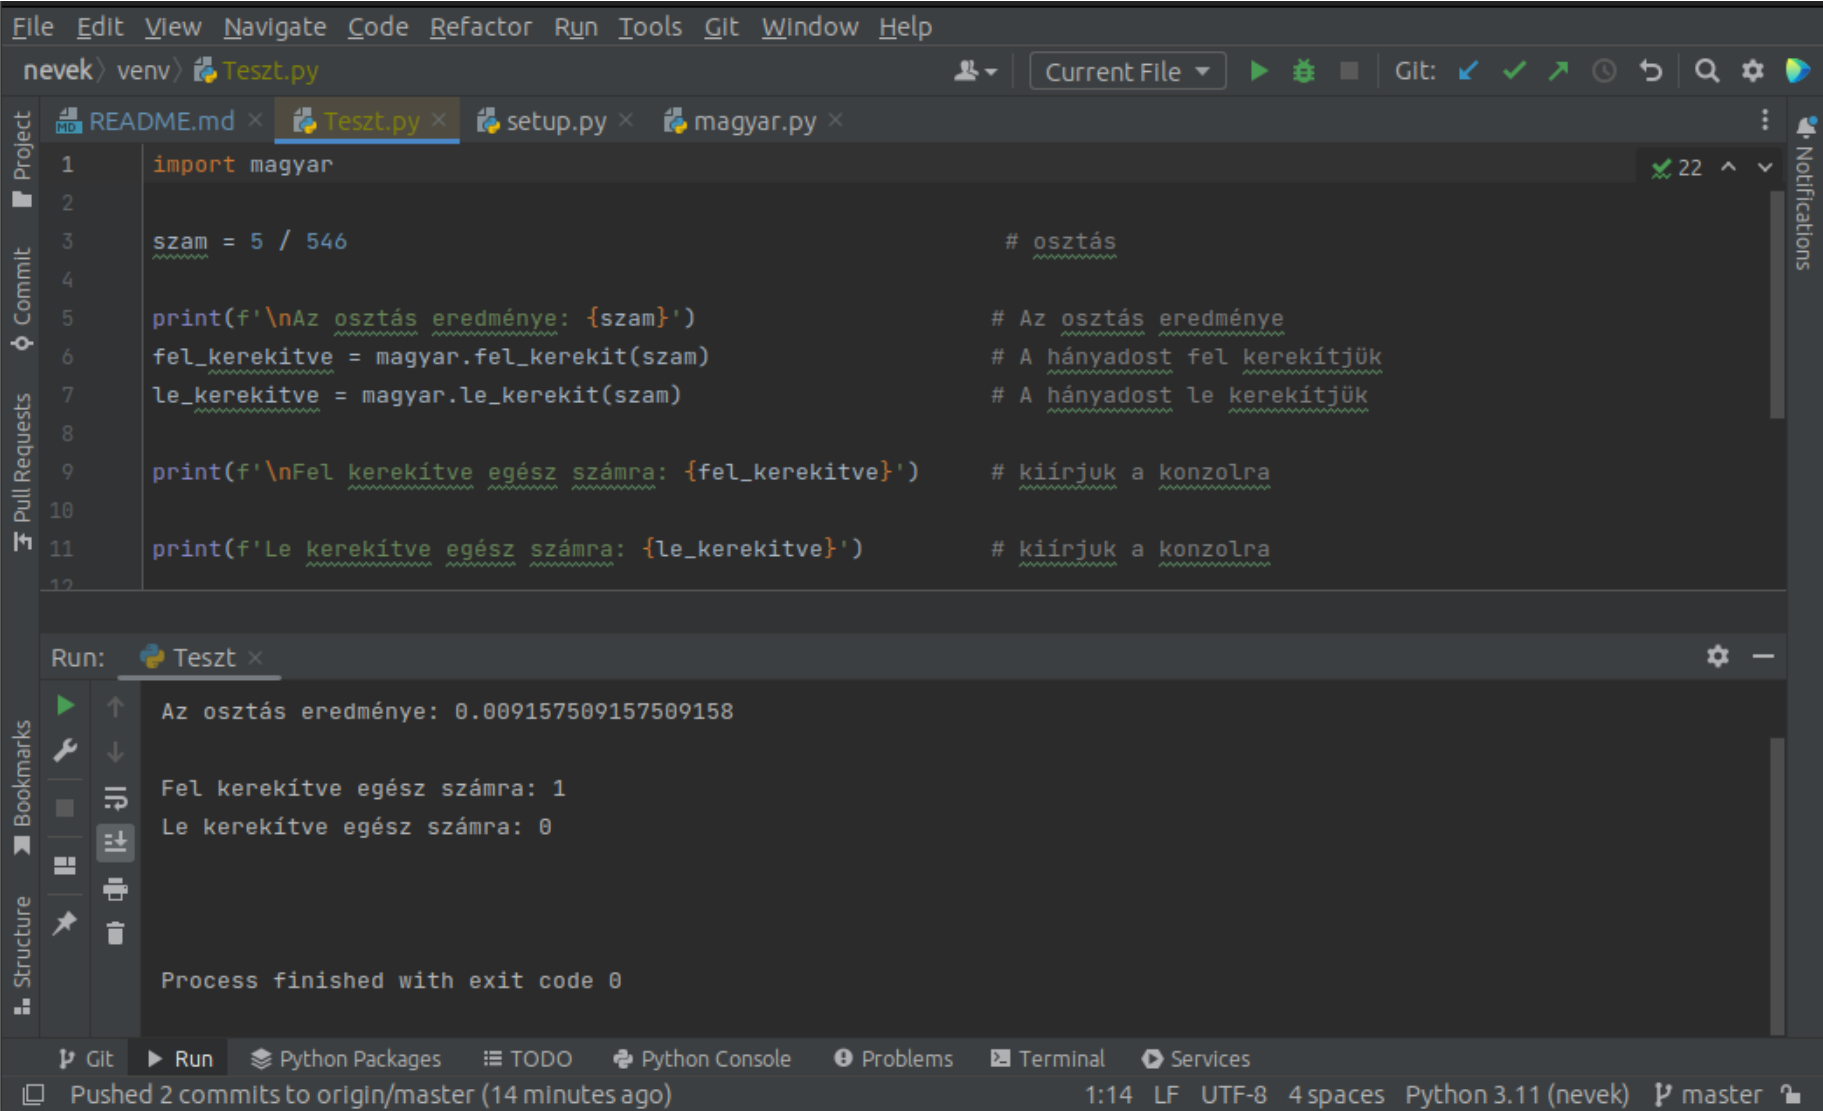 File Edit View Navigate Code Refactor Run Tools Git Window Help
nevek venv Teszt.py Current File Git:
README.md Teszt.py setup.py magyar.py
Project
Commit
Pull Requests
Bookmarks
Structure
Notifications
22
1 import magyar
2
3 szam = 5 / 546 # osztás
4
5 print(f'\nAz osztás eredménye: {szam}') # Az osztás eredménye
6 fel_kerekitve = magyar.fel_kerekit(szam) # A hányadost fel kerekítjük
7 le_kerekitve = magyar.le_kerekit(szam) # A hányadost le kerekítjük
8
9 print(f'\nFel kerekítve egész számra: {fel_kerekitve}') # kiírjuk a konzolra
10
11 print(f'Le kerekítve egész számra: {le_kerekitve}') # kiírjuk a konzolra
12
Run: Teszt
Az osztás eredménye: 0.009157509157509158
Fel kerekítve egész számra: 1
Le kerekítve egész számra: 0
Process finished with exit code 0
Git Run Python Packages TODO Python Console Problems Terminal Services
Pushed 2 commits to origin/master (14 minutes ago) 1:14 LF UTF-8 4 spaces Python 3.11 (nevek) master